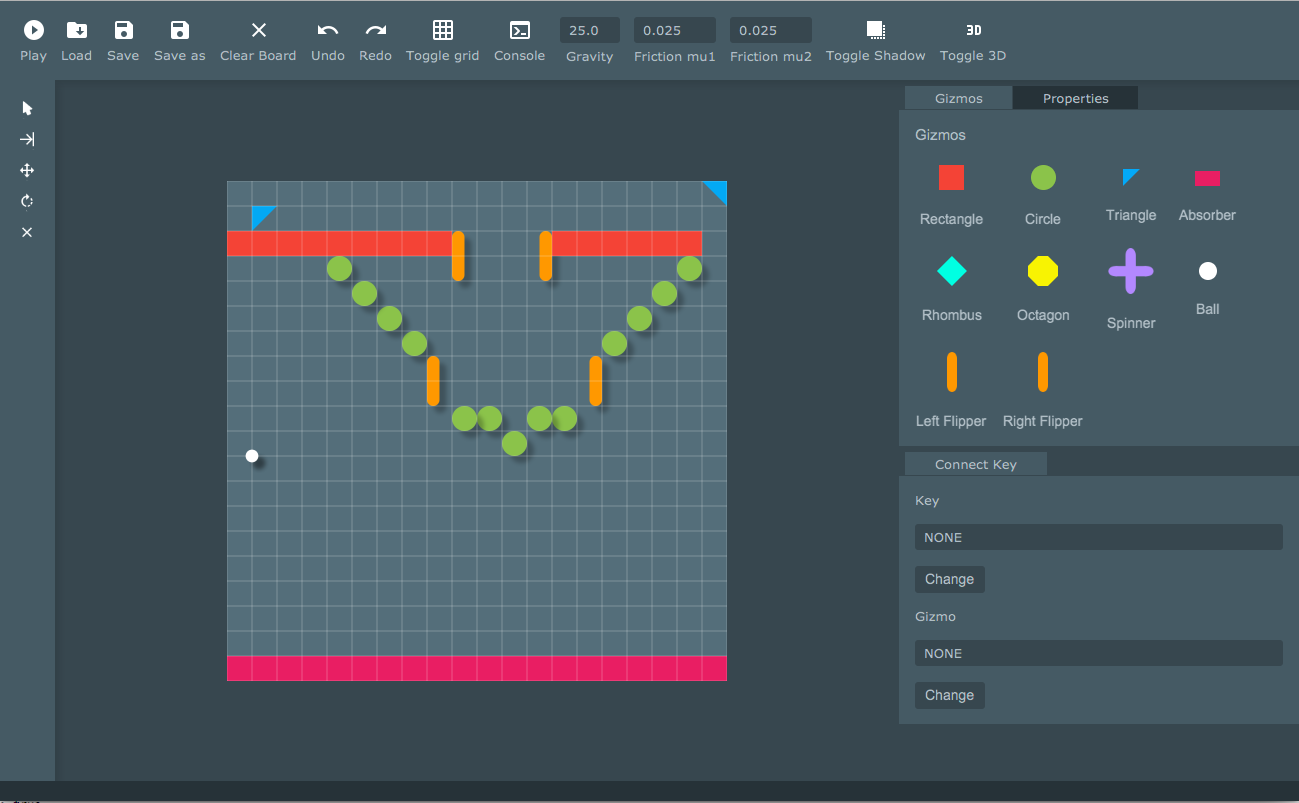 25.0 0.025 0.025 3D
Play Load Save Save as Clear Board Undo Redo Toggle grid Console Gravity Friction mu1 Friction mu2 Toggle Shadow Toggle 3D
Gizmos Properties
Gizmos
Rectangle Circle Triangle Absorber
Rhombus Octagon Spinner Ball
Left Flipper Right Flipper
Connect Key
Key
NONE
Change
Gizmo
NONE
Change